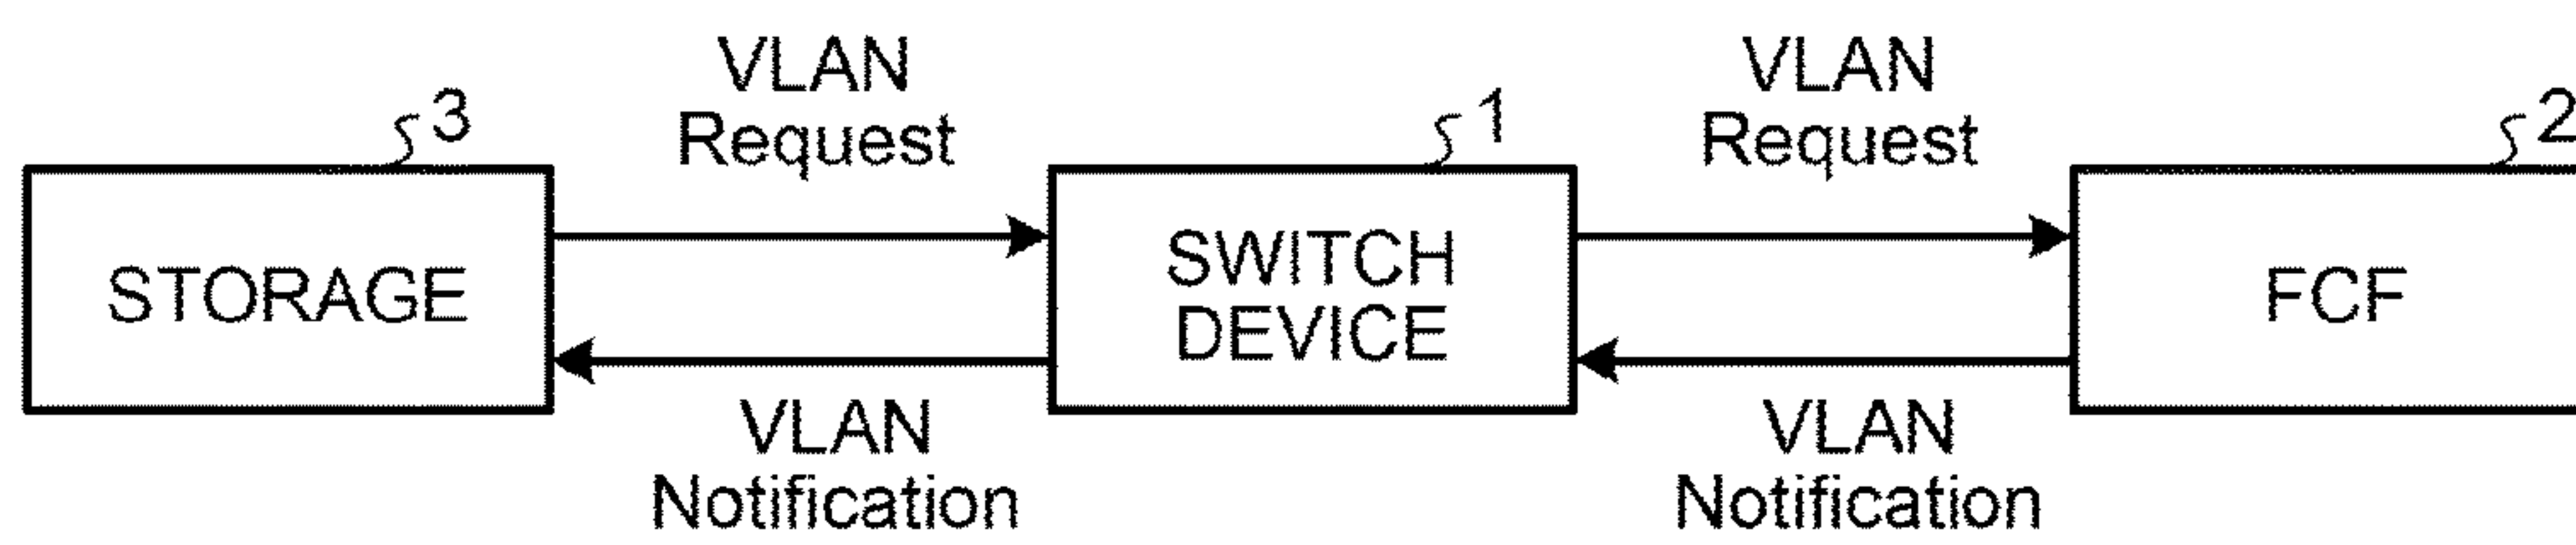 VLAN
Request
VLAN
Request
3
1
2
STORAGE
SWITCH
DEVICE
FCF
VLAN
Notification
VLAN
Notification